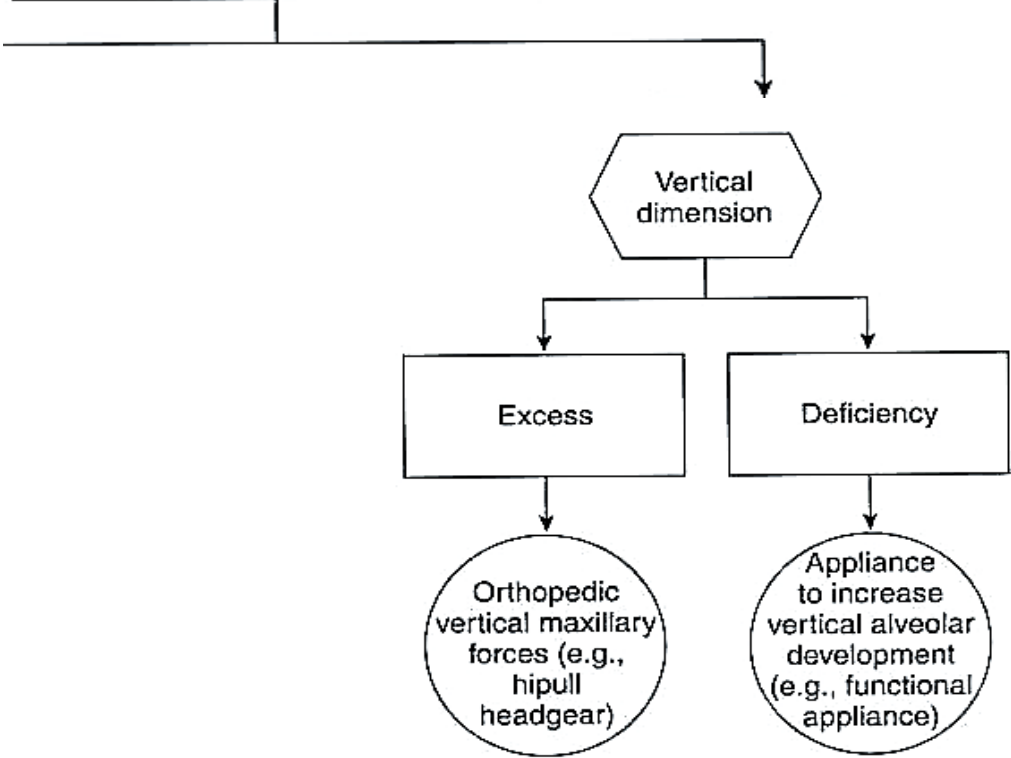 Vertical
dimension
Excess
Deficiency
Orthopedic
vertical maxillary
forces (e.g.,
hipull
headgear)
Appliance
to increase
vertical alveolar
development
(e.g., functional
appliance)